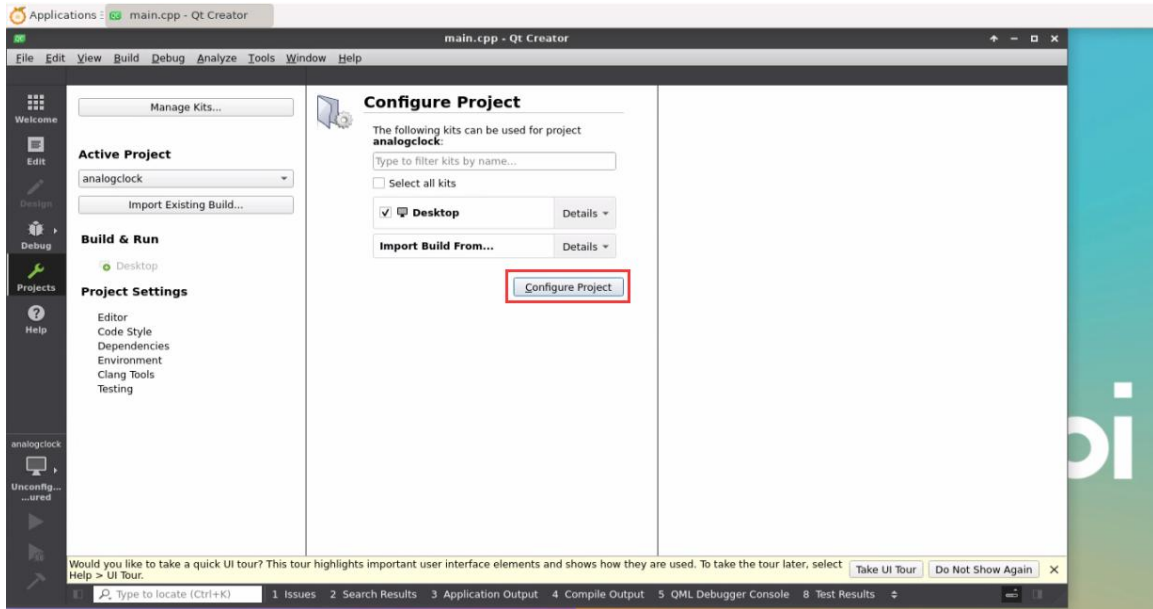 Applications
main.cpp - Qt Creator
main.cpp - Qt Creator
File Edit View Build Debug Analyze Tools Window Help
Welcome
Edit
Design
Debug
Projects
Help
analogclock
Unconfig...
...ured
Manage Kits...
Active Project
analogclock
Import Existing Build...
Build & Run
Desktop
Project Settings
Editor
Code Style
Dependencies
Environment
Clang Tools
Testing
Configure Project
The following kits can be used for project
analogclock:
Type to filter kits by name...
Select all kits
Desktop Details
Import Build From... Details
Configure Project
pi
Would you like to take a quick UI tour? This tour highlights important user interface elements and shows how they are used. To take the tour later, select
Help > UI Tour.
Take UI Tour Do Not Show Again
Type to locate (Ctrl+K) 1 Issues 2 Search Results 3 Application Output 4 Compile Output 5 QML Debugger Console 8 Test Results